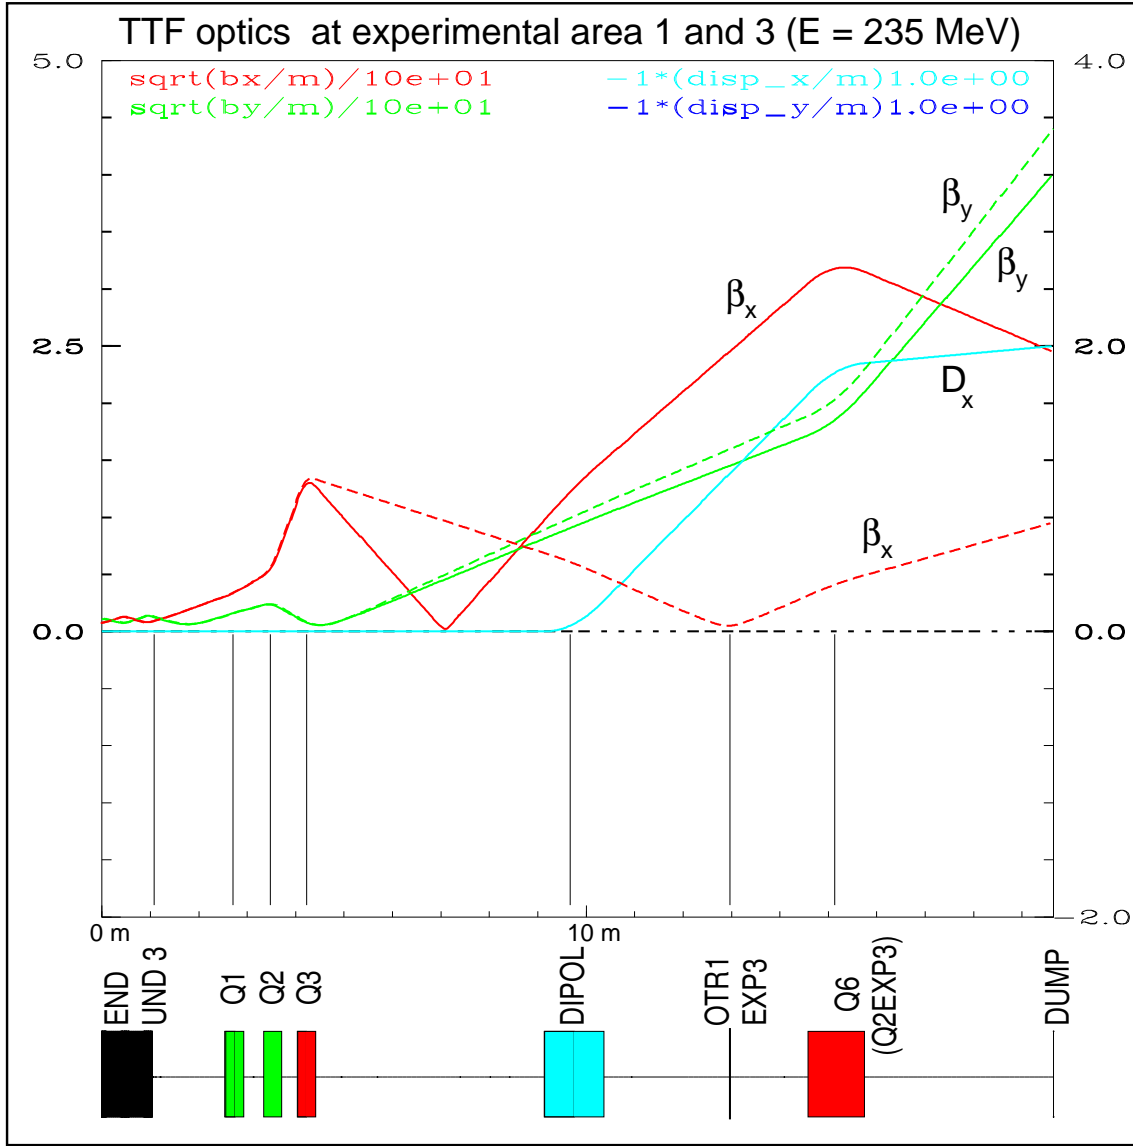 TTF optics at experimental area 1 and 3 (E = 235 MeV)
5.0
4.0
sqrt(bx/m)/10e+01
-1*(disp_x/m)1.0e+00
sqrt(by/m)/10e+01
-1*(disp_y/m)1.0e+00
βy
βy
βx
2.5
2.0
Dx
βx
0.0
0.0
-2.0
0 m
10 m
END
UND 3
Q1
Q2
Q3
DIPOL
OTR1
EXP3
Q6
(Q2EXP3)
DUMP